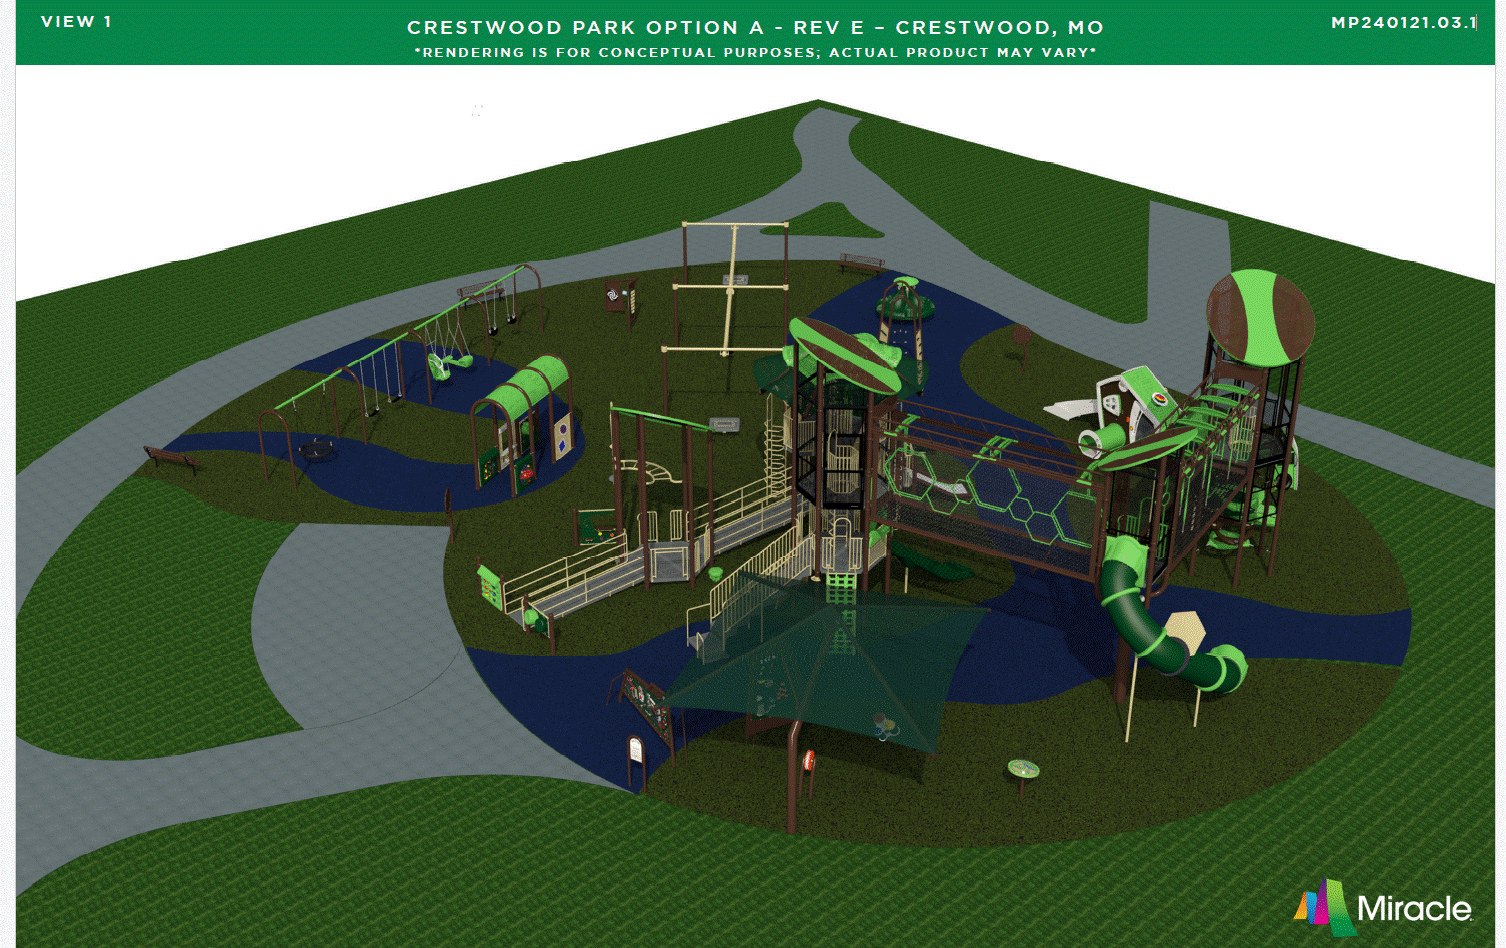 VIEW 1
CRESTWOOD PARK OPTION A - REV E – CRESTWOOD, MO
*RENDERING IS FOR CONCEPTUAL PURPOSES; ACTUAL PRODUCT MAY VARY*
MP240121.03.1
Miracle